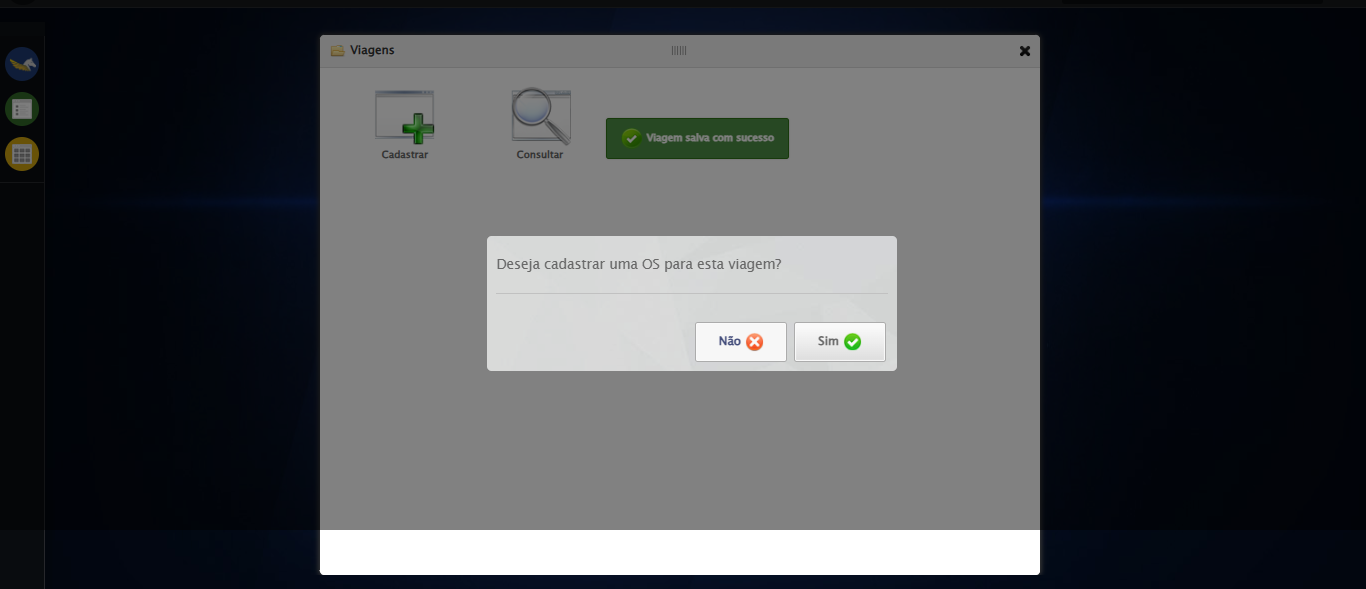 Viagens
Cadastrar
Consultar
Viagem salva com sucesso
Deseja cadastrar uma OS para esta viagem?
Não
Sim